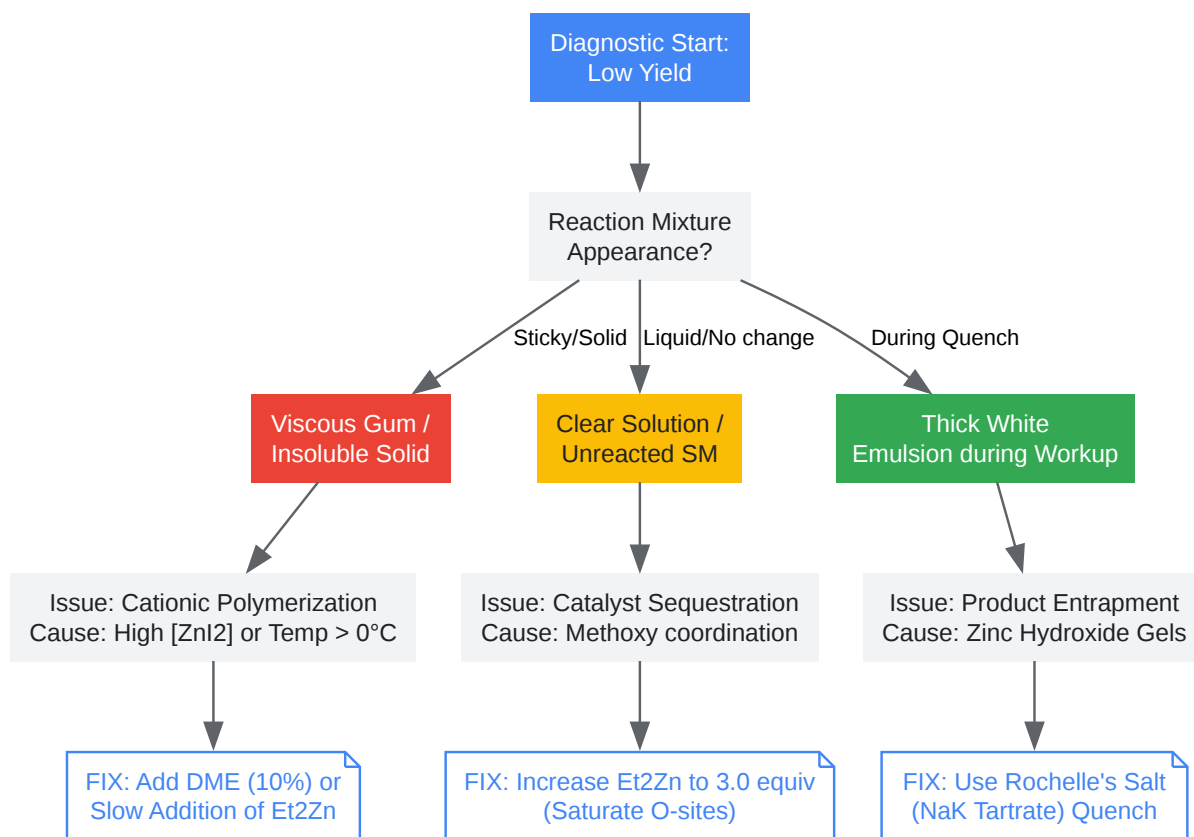 Diagnostic Start:
Low Yield
Reaction Mixture
Appearance?
Sticky/Solid
Liquid/No change
During Quench
Viscous Gum /
Insoluble Solid
Clear Solution /
Unreacted SM
Thick White
Emulsion during Workup
Issue: Cationic Polymerization
Cause: High [ZnI2] or Temp > 0°C
Issue: Catalyst Sequestration
Cause: Methoxy coordination
Issue: Product Entrapment
Cause: Zinc Hydroxide Gels
FIX: Add DME (10%) or
Slow Addition of Et2Zn
FIX: Increase Et2Zn to 3.0 equiv
(Saturate O-sites)
FIX: Use Rochelle's Salt
(NaK Tartrate) Quench